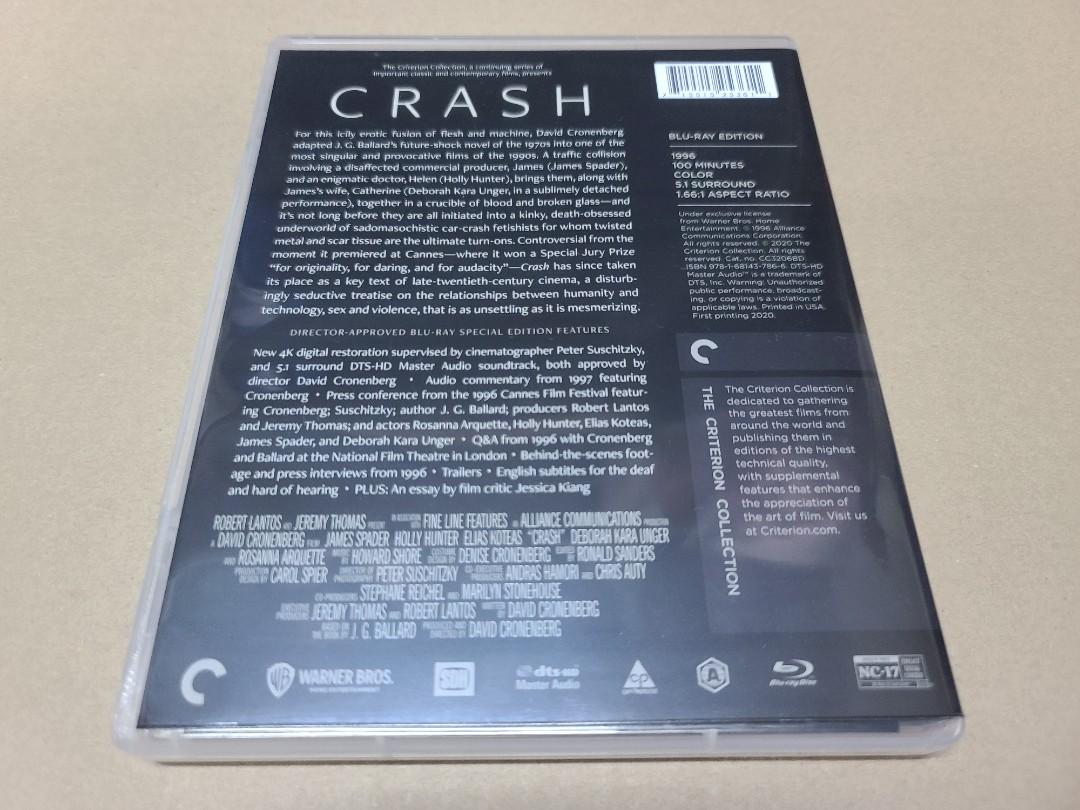 The Criterion Collection, a continuing series of
important classic and contemporary films, presents
CRASH
For this icily erotic fusion of flesh and machine, David Cronenberg
adapted J. G. Ballard's future-shock novel of the 1970s into one of the
most singular and provocative films of the 1990s. A traffic collision
involving a disaffected commercial producer, James (James Spader),
and an enigmatic doctor, Helen (Holly Hunter), brings them, along with
James's wife, Catherine (Deborah Kara Unger, in a sublimely detached
performance), together in a crucible of blood and broken glass—and
it's not long before they are all initiated into a kinky, death-obsessed
underworld of sadomasochistic car-crash fetishists for whom twisted
metal and scar tissue are the ultimate turn-ons. Controversial from the
moment it premiered at Cannes—where it won a Special Jury Prize
"for originality, for daring, and for audacity"—Crash has since taken
its place as a key text of late-twentieth-century cinema, a disturb-
ingly seductive treatise on the relationships between humanity and
technology, sex and violence, that is as unsettling as it is mesmerizing.
DIRECTOR-APPROVED BLU-RAY SPECIAL EDITION FEATURES
New 4K digital restoration supervised by cinematographer Peter Suschitzky,
and 5.1 surround DTS-HD Master Audio soundtrack, both approved by
director David Cronenberg • Audio commentary from 1997 featuring
Cronenberg • Press conference from the 1996 Cannes Film Festival featur-
ing Cronenberg; Suschitzky; author J. G. Ballard; producers Robert Lantos
and Jeremy Thomas; and actors Rosanna Arquette, Holly Hunter, Elias Koteas,
James Spader, and Deborah Kara Unger • Q&A from 1996 with Cronenberg
and Ballard at the National Film Theatre in London • Behind-the-scenes foot-
age and press interviews from 1996 • Trailers • English subtitles for the deaf
and hard of hearing • PLUS: An essay by film critic Jessica Kiang
ROBERT LANTOS AND JEREMY THOMAS PRESENT IN ASSOCIATION WITH FINE LINE FEATURES AN ALLIANCE COMMUNICATIONS PRODUCTION
A DAVID CRONENBERG FILM JAMES SPADER HOLLY HUNTER ELIAS KOTEAS "CRASH" DEBORAH KARA UNGER
AND ROSANNA ARQUETTE MUSIC BY HOWARD SHORE COSTUME DESIGN BY DENISE CRONENBERG EDITED BY RONALD SANDERS
PRODUCTION DESIGN BY CAROL SPIER DIRECTOR OF PHOTOGRAPHY PETER SUSCHITZKY CO-EXECUTIVE PRODUCERS ANDRAS HAMORI AND CHRIS AUTY
CO-PRODUCERS STEPHANE REICHEL AND MARILYN STONEHOUSE
EXECUTIVE PRODUCERS JEREMY THOMAS AND ROBERT LANTOS WRITTEN BY DAVID CRONENBERG
BASED ON THE BOOK BY J. G. BALLARD PRODUCED AND DIRECTED BY DAVID CRONENBERG
BLU-RAY EDITION
1996
100 MINUTES
COLOR
5.1 SURROUND
1.66:1 ASPECT RATIO
Under exclusive license
from Warner Bros. Home
Entertainment. © 1996 Alliance
Communications Corporation.
All rights reserved. © 2020 The
Criterion Collection. All rights
reserved. Cat. no. CC3206BD.
ISBN 978-1-68143-786-6. DTS-HD
Master Audio™ is a trademark of
DTS, Inc. Warning: Unauthorized
public performance, broadcast-
ing, or copying is a violation of
applicable laws. Printed in USA.
First printing 2020.
THE CRITERION COLLECTION
The Criterion Collection is
dedicated to gathering
the greatest films from
around the world and
publishing them in
editions of the highest
technical quality,
with supplemental
features that enhance
the appreciation of
the art of film. Visit us
at Criterion.com.
WB WARNER BROS.
SDH
dts-HD
Master Audio
cp
A
Blu-ray Disc
NC-17